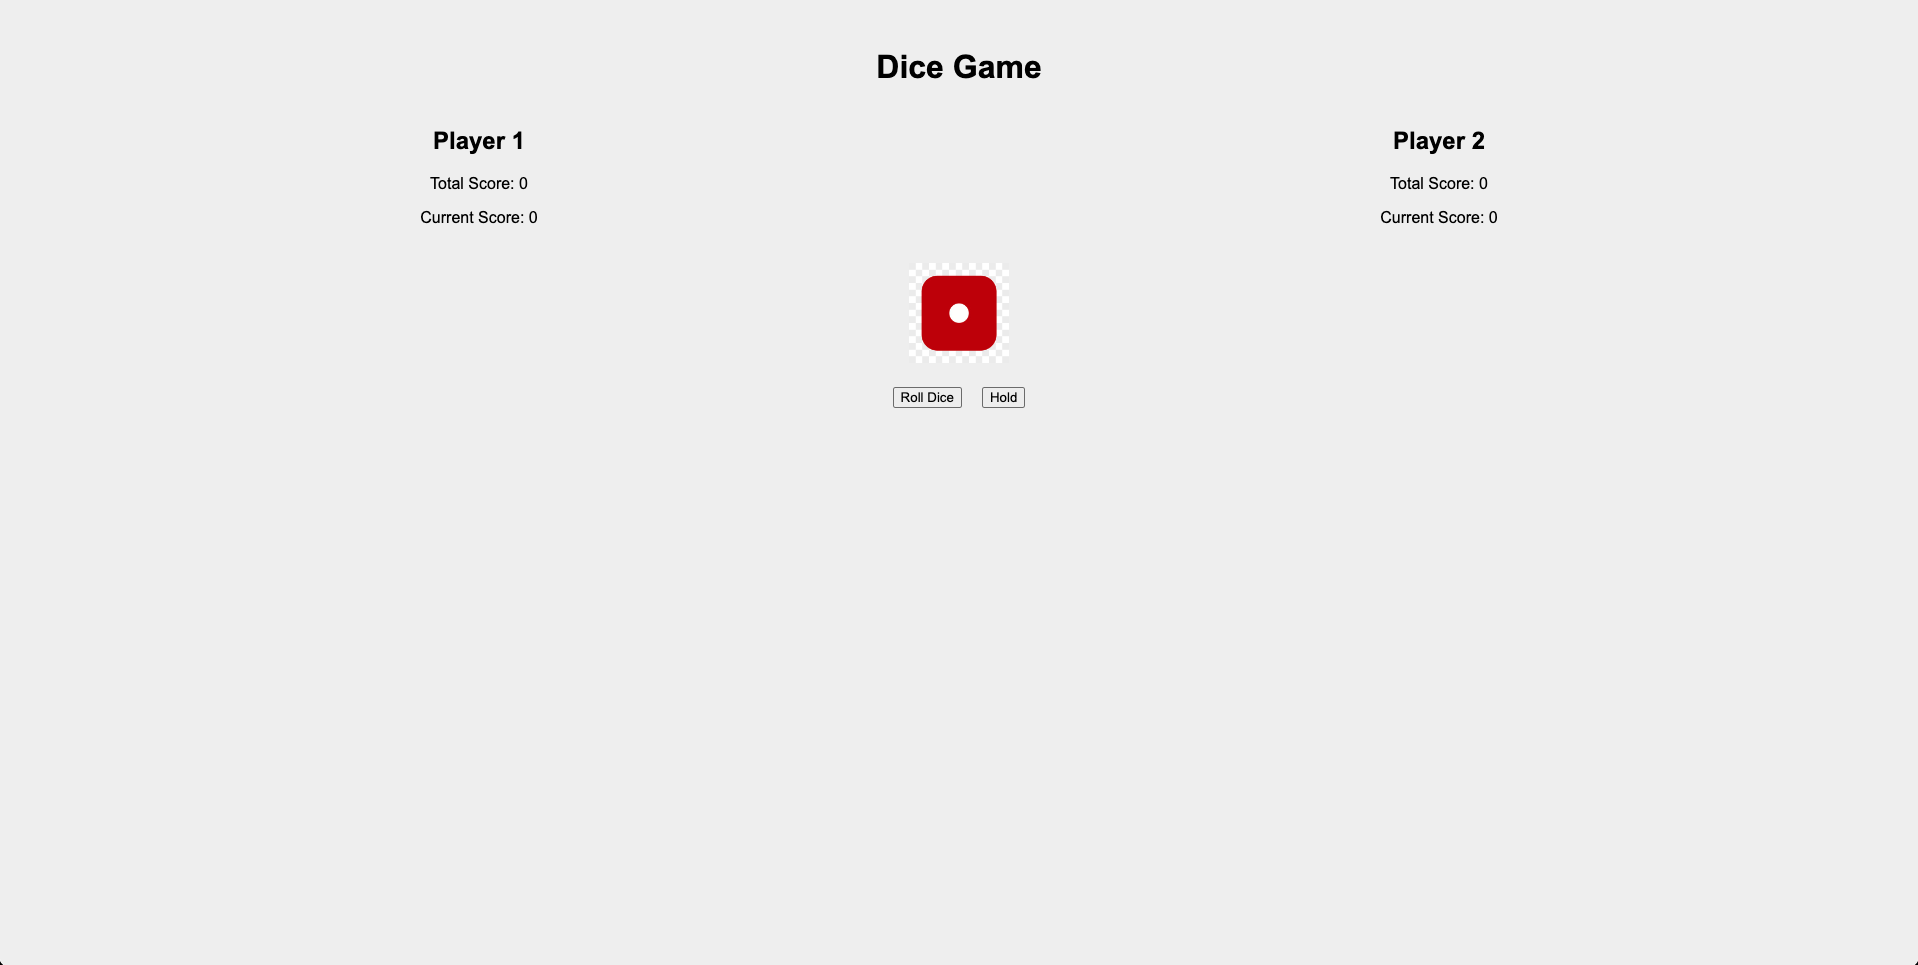 Dice Game
Player 1
Total Score: 0
Current Score: 0
Player 2
Total Score: 0
Current Score: 0
Roll Dice
Hold